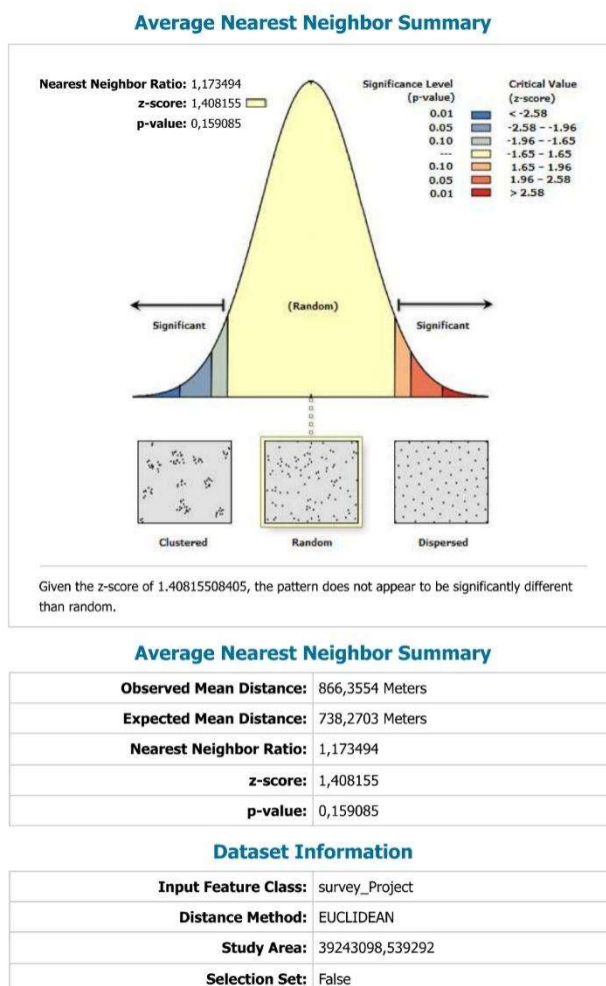 Average Nearest Neighbor Summary
Nearest Neighbor Ratio: 1,173494
z-score: 1,408155
p-value: 0,159085
Significance Level
(p-value)
Critical Value
(z-score)
0.01 < -2.58
0.05 -2.58 - -1.96
0.10 -1.96 - -1.65
--- -1.65 - 1.65
0.10 1.65 - 1.96
0.05 1.96 - 2.58
0.01 > 2.58
(Random)
Significant
Significant
Clustered
Random
Dispersed
Given the z-score of 1.40815508405, the pattern does not appear to be significantly different
than random.
Average Nearest Neighbor Summary
Observed Mean Distance: 866,3554 Meters
Expected Mean Distance: 738,2703 Meters
Nearest Neighbor Ratio: 1,173494
z-score: 1,408155
p-value: 0,159085
Dataset Information
Input Feature Class: survey_Project
Distance Method: EUCLIDEAN
Study Area: 39243098,539292
Selection Set: False